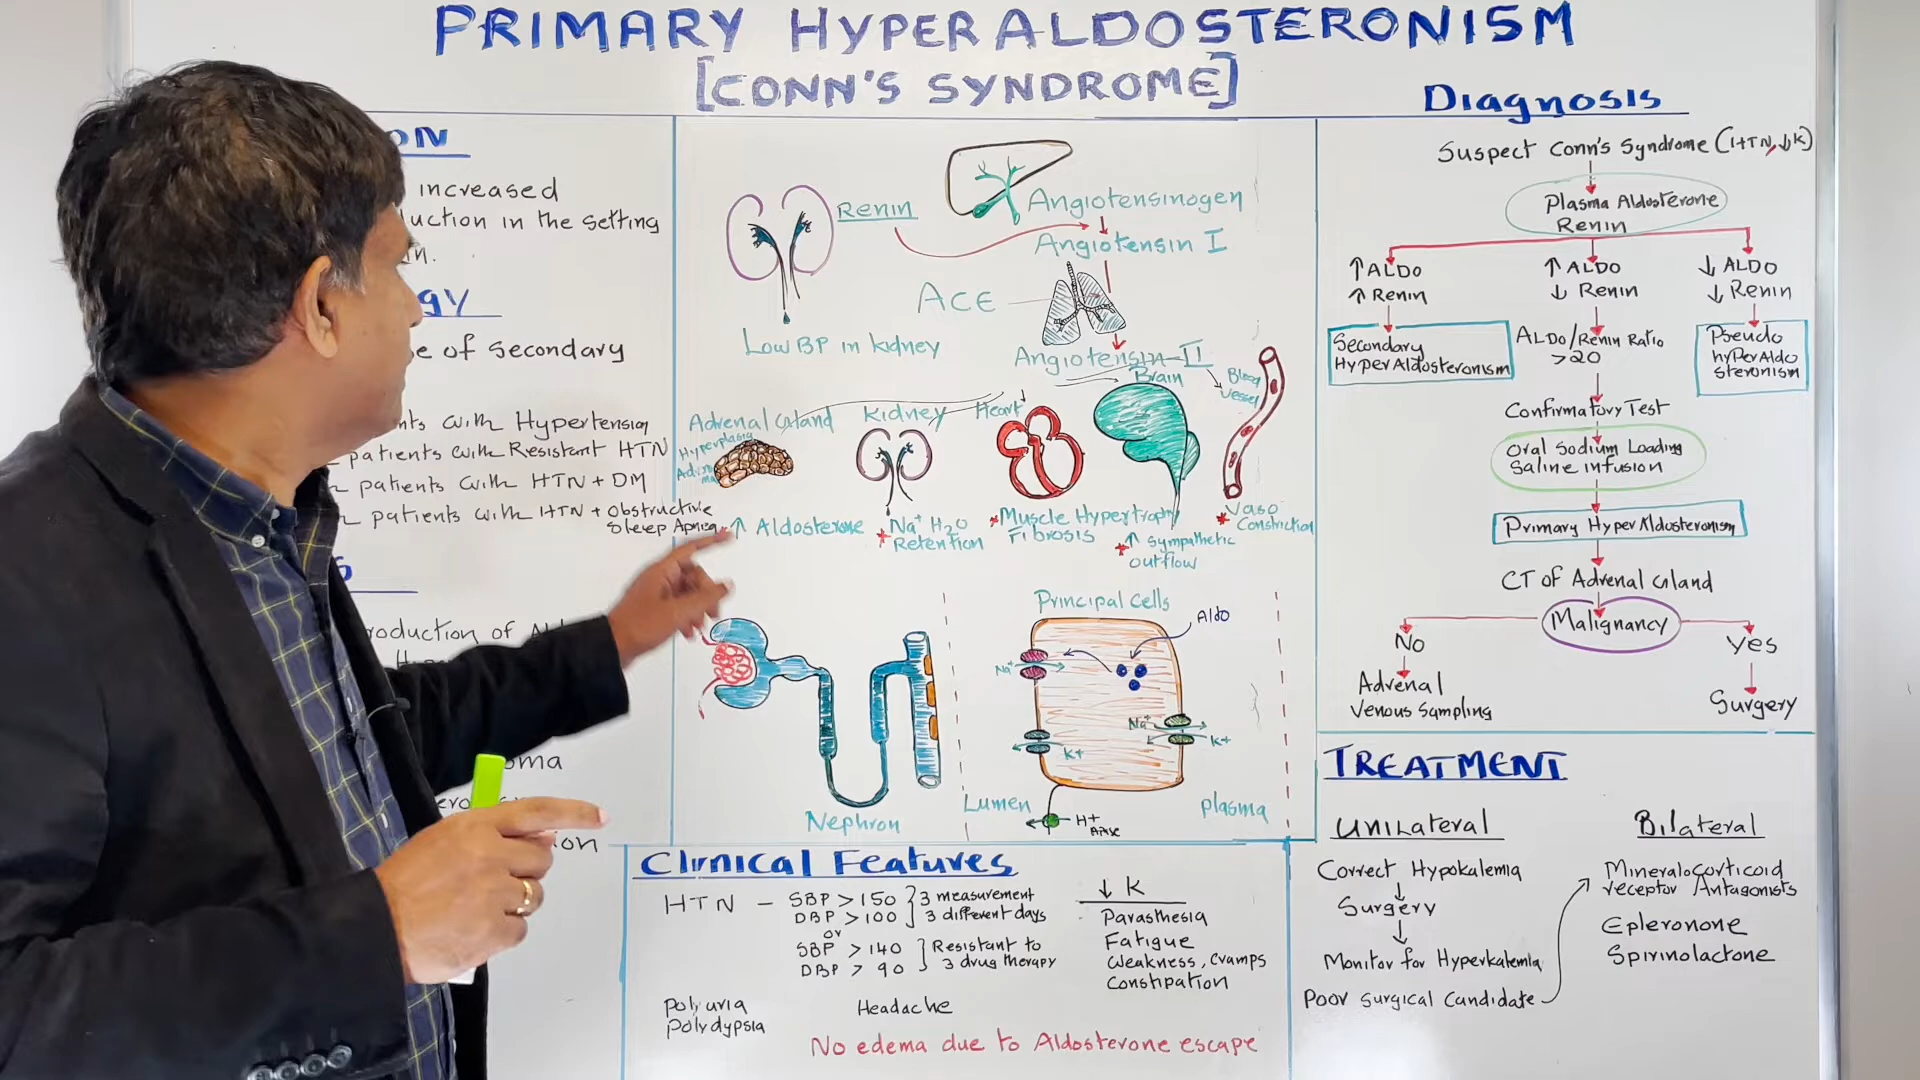 PRIMARY HYPERALDOSTERONISM
[CONN'S SYNDROME]
ON
increased
uction in the setting
in.
gy
e of secondary
nts with Hypertension
patients with Resistant HTN
patients with HTN + DM
patients with HTN + obstructive
Sleep Apnea
S
roduction of
oma
ion
Renin
Angiotensinogen
Angiotensin I
ACE
Low BP in kidney
Angiotensin-II
Brain
Blood
Vessel
Adrenal Gland
Kidney
Heart
Hyperplasia
Adeno
ma
↑ Aldosterone
* Na+ H2O
Retention
* Muscle Hypertrophy
Fibrosis
* ↑ sympathetic
outflow
* Vaso
Constriction
Principal Cells
Aldo
Na+
Na+
K+
K+
Lumen
plasma
H+
ATPase
Nephron
Clinical Features
HTN - SBP > 150 } 3 measurement
DBP > 100 } 3 different days
or
SBP > 140 } Resistant to
DBP > 90 } 3 drug therapy
Polyuria
Polydypsia
Headache
↓ K
Parasthesia
Fatigue
Weakness, Cramps
Constipation
No edema due to Aldosterone escape
Diagnosis
Suspect Conn's Syndrome (HTN, ↓K)
Plasma Aldosterone
Renin
↑ ALDO
↑ Renin
Secondary
HyperAldosteronism
↑ ALDO
↓ Renin
ALDO/Renin Ratio
>20
↓ ALDO
↓ Renin
Pseudo
hyperAldo
steronism
Confirmatory Test
Oral Sodium Loading
Saline infusion
Primary HyperAldosteronism
CT of Adrenal Gland
Malignancy
No
Yes
Adrenal
Venous Sampling
Surgery
TREATMENT
Unilateral
Correct Hypokalemia
Surgery
Monitor for Hyperkalemia
Poor Surgical Candidate
Bilateral
Mineralocorticoid
receptor Antagonists
Epleronone
Spirinolactone